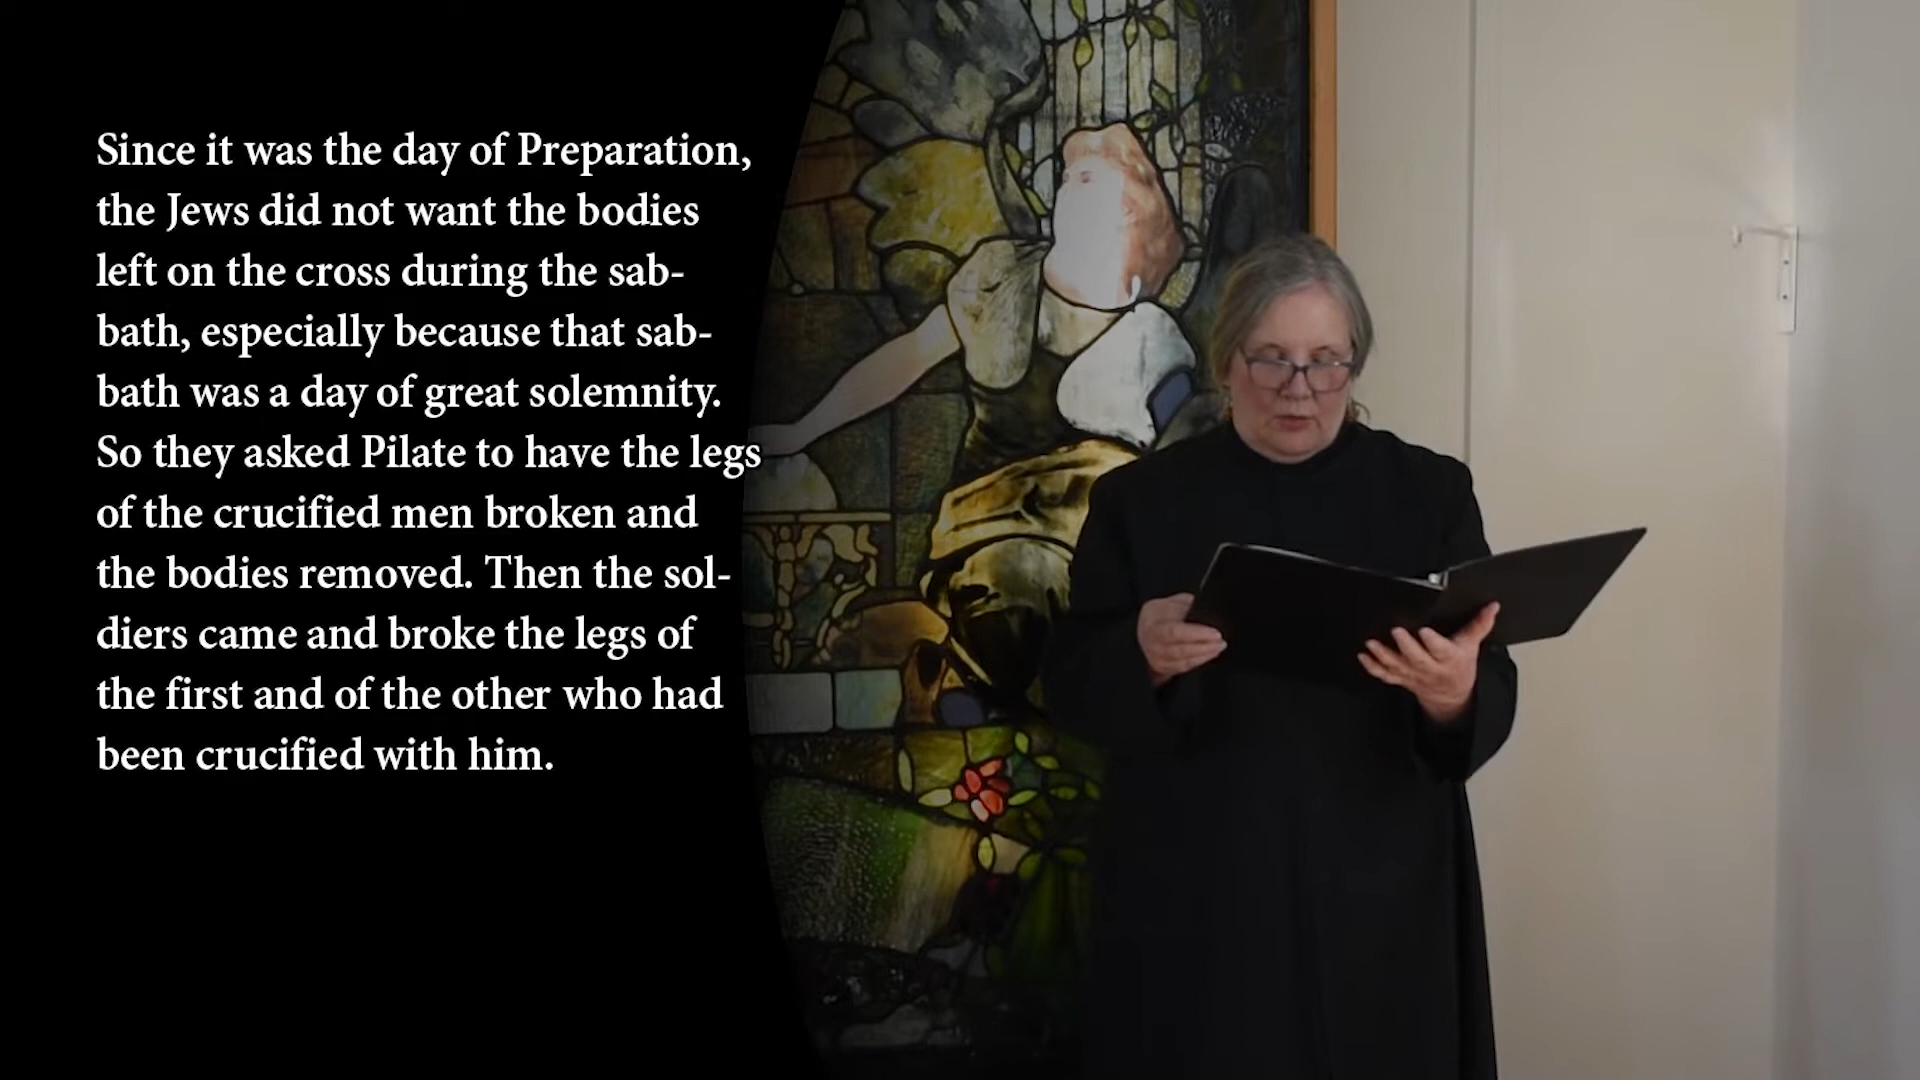 Since it was the day of Preparation,
the Jews did not want the bodies
left on the cross during the sab-
bath, especially because that sab-
bath was a day of great solemnity.
So they asked Pilate to have the legs
of the crucified men broken and
the bodies removed. Then the sol-
diers came and broke the legs of
the first and of the other who had
been crucified with him.